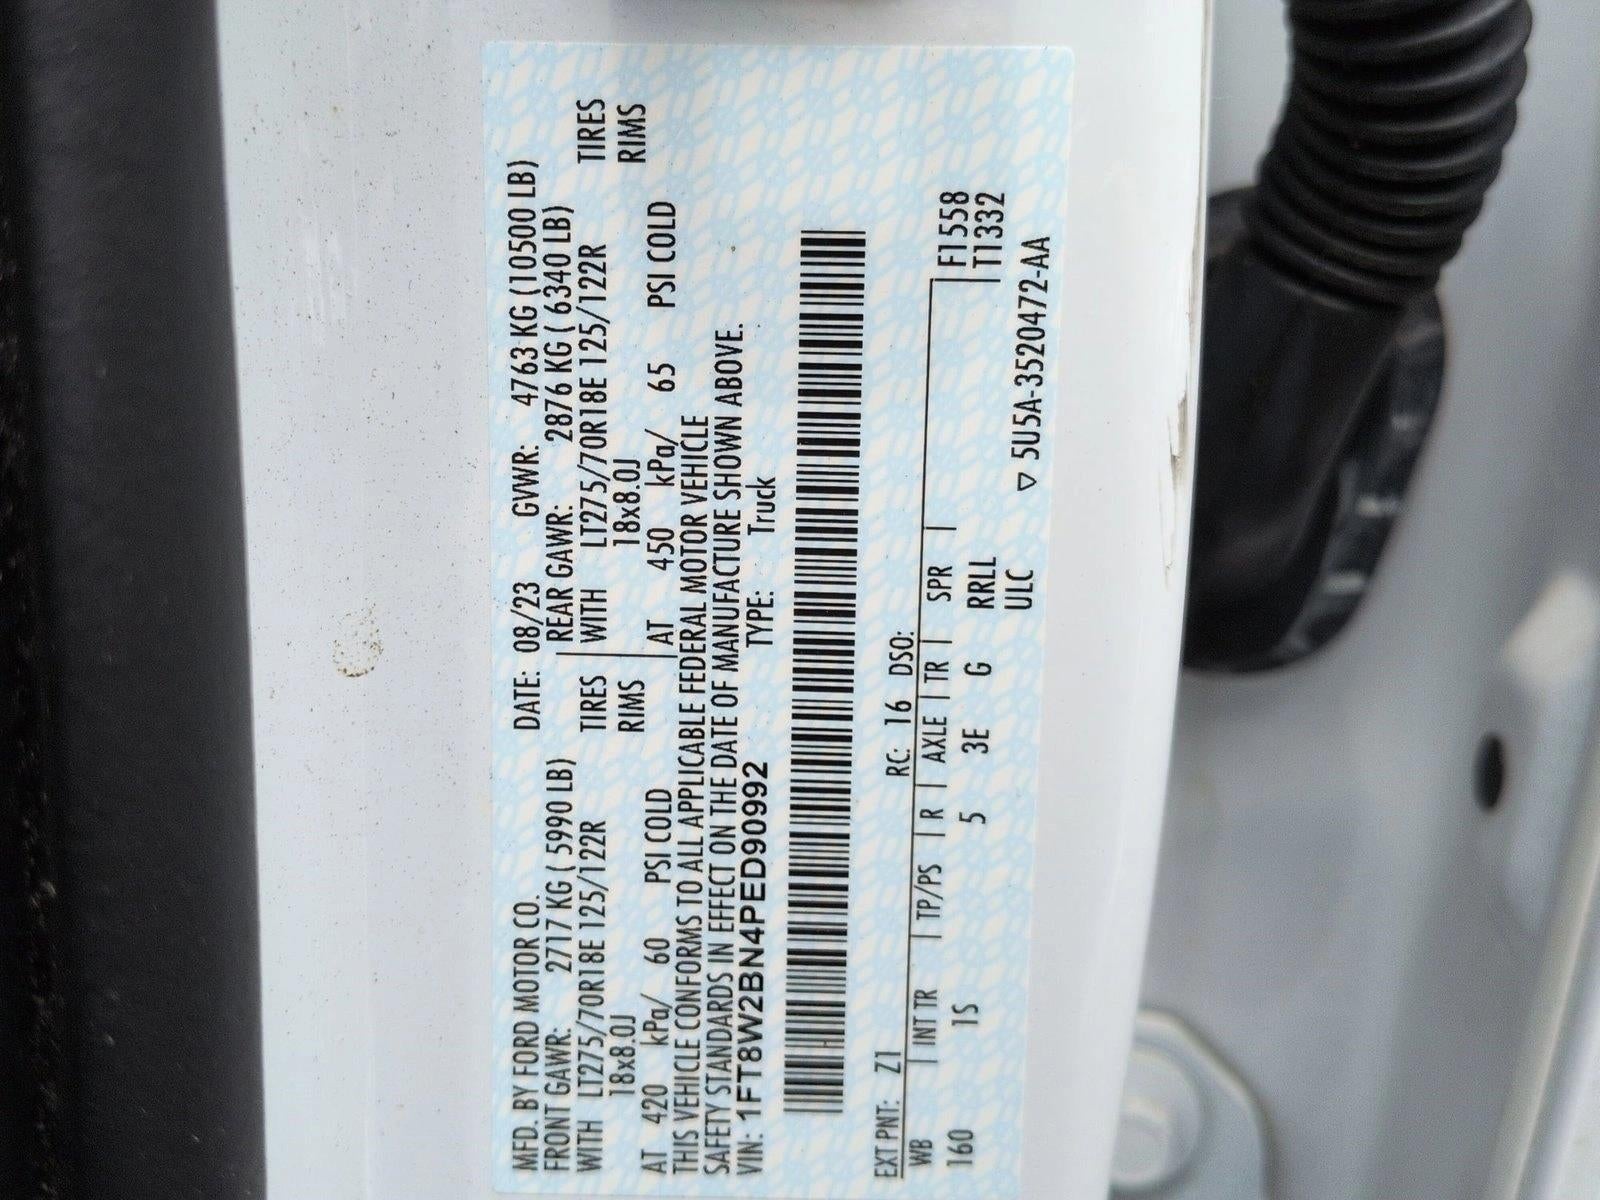 MFD. BY FORD MOTOR CO. DATE: 08/23 GVWR: 4763 KG (10500 LB)
FRONT GAWR: 2717 KG ( 5990 LB) REAR GAWR: 2876 KG ( 6340 LB)
WITH LT275/70R18E 125/122R TIRES WITH LT275/70R18E 125/122R TIRES
18x8.0J RIMS 18x8.0J RIMS
AT 420 kPa/ 60 PSI COLD AT 450 kPa/ 65 PSI COLD
THIS VEHICLE CONFORMS TO ALL APPLICABLE FEDERAL MOTOR VEHICLE
SAFETY STANDARDS IN EFFECT ON THE DATE OF MANUFACTURE SHOWN ABOVE.
VIN: 1FT8W2BN4PED90992 TYPE: Truck
EXT PNT: Z1 RC: 16 DSO:
WB | INT TR | TP/PS | R | AXLE | TR | SPR | F1558
160 1S 5 3E G RRLL T1332
ULC ▽ 5U5A-3520472-AA